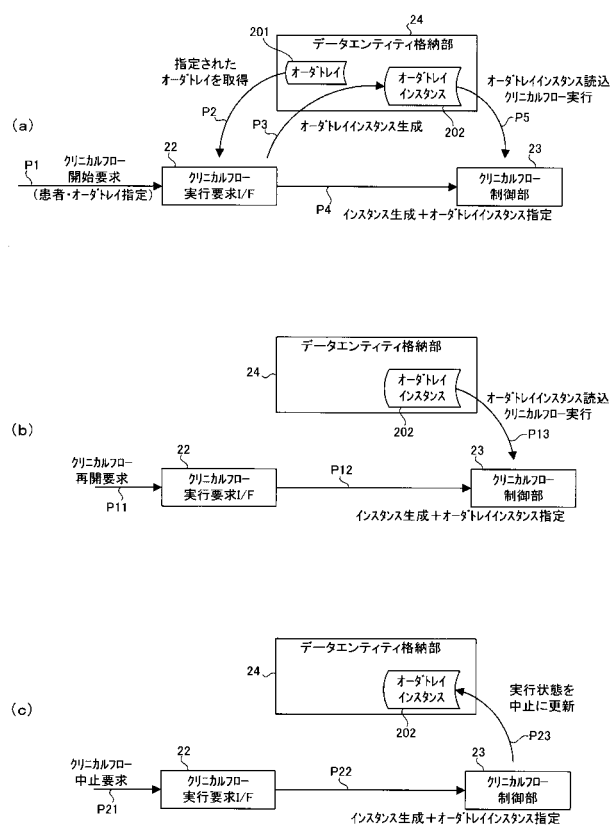 24
データエンティティ格納部
201
オーダトレイ
オーダトレイ
インスタンス
202
指定された
オーダトレイを取得
P2
P3
オーダトレイインスタンス生成
オーダトレイインスタンス読込
クリニカルフロー実行
P5
(a)
P1
クリニカルフロー
開始要求
(患者・オーダトレイ指定)
22
クリニカルフロー
実行要求I/F
P4
インスタンス生成+オーダトレイインスタンス指定
23
クリニカルフロー
制御部
データエンティティ格納部
24
オーダトレイ
インスタンス
202
オーダトレイインスタンス読込
クリニカルフロー実行
P13
(b)
クリニカルフロー
再開要求
P11
22
クリニカルフロー
実行要求I/F
P12
23
クリニカルフロー
制御部
インスタンス生成+オーダトレイインスタンス指定
データエンティティ格納部
24
オーダトレイ
インスタンス
202
実行状態を
中止に更新
P23
(c)
クリニカルフロー
中止要求
P21
22
クリニカルフロー
実行要求I/F
P22
23
クリニカルフロー
制御部
インスタンス生成+オーダトレイインスタンス指定